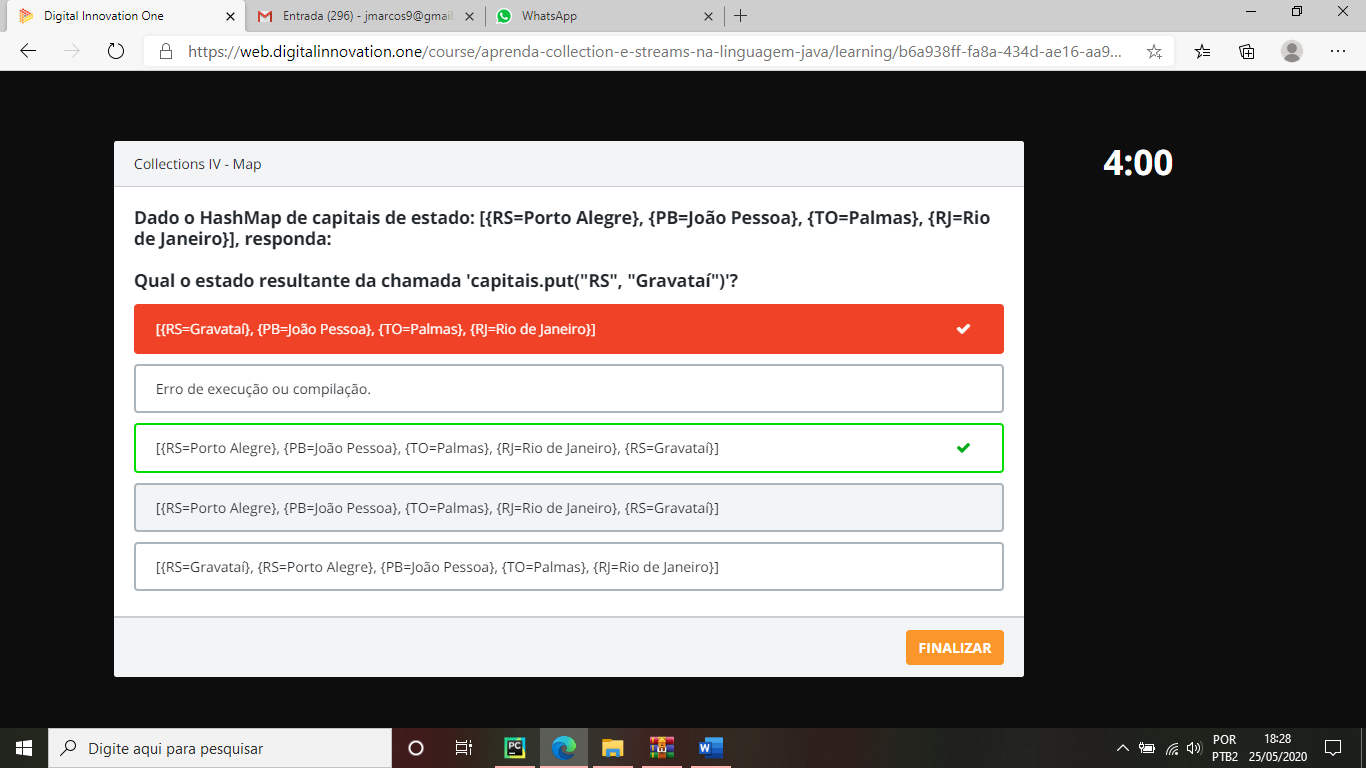 Digital Innovation One
Entrada (296) - jmarcos9@gmail.
WhatsApp
https://web.digitalinnovation.one/course/aprenda-collection-e-streams-na-linguagem-java/learning/b6a938ff-fa8a-434d-ae16-aa9...
Collections IV - Map
4:00
Dado o HashMap de capitais de estado: [{RS=Porto Alegre}, {PB=João Pessoa}, {TO=Palmas}, {RJ=Rio
de Janeiro}], responda:
Qual o estado resultante da chamada 'capitais.put("RS", "Gravataí")'?
[{RS=Gravataí}, {PB=João Pessoa}, {TO=Palmas}, {RJ=Rio de Janeiro}]
Erro de execução ou compilação.
[{RS=Porto Alegre}, {PB=João Pessoa}, {TO=Palmas}, {RJ=Rio de Janeiro}, {RS=Gravataí}]
[{RS=Porto Alegre}, {PB=João Pessoa}, {TO=Palmas}, {RJ=Rio de Janeiro}, {RS=Gravataí}]
[{RS=Gravataí}, {RS=Porto Alegre}, {PB=João Pessoa}, {TO=Palmas}, {RJ=Rio de Janeiro}]
FINALIZAR
Digite aqui para pesquisar
PC
W
POR
PTB2
18:28
25/05/2020